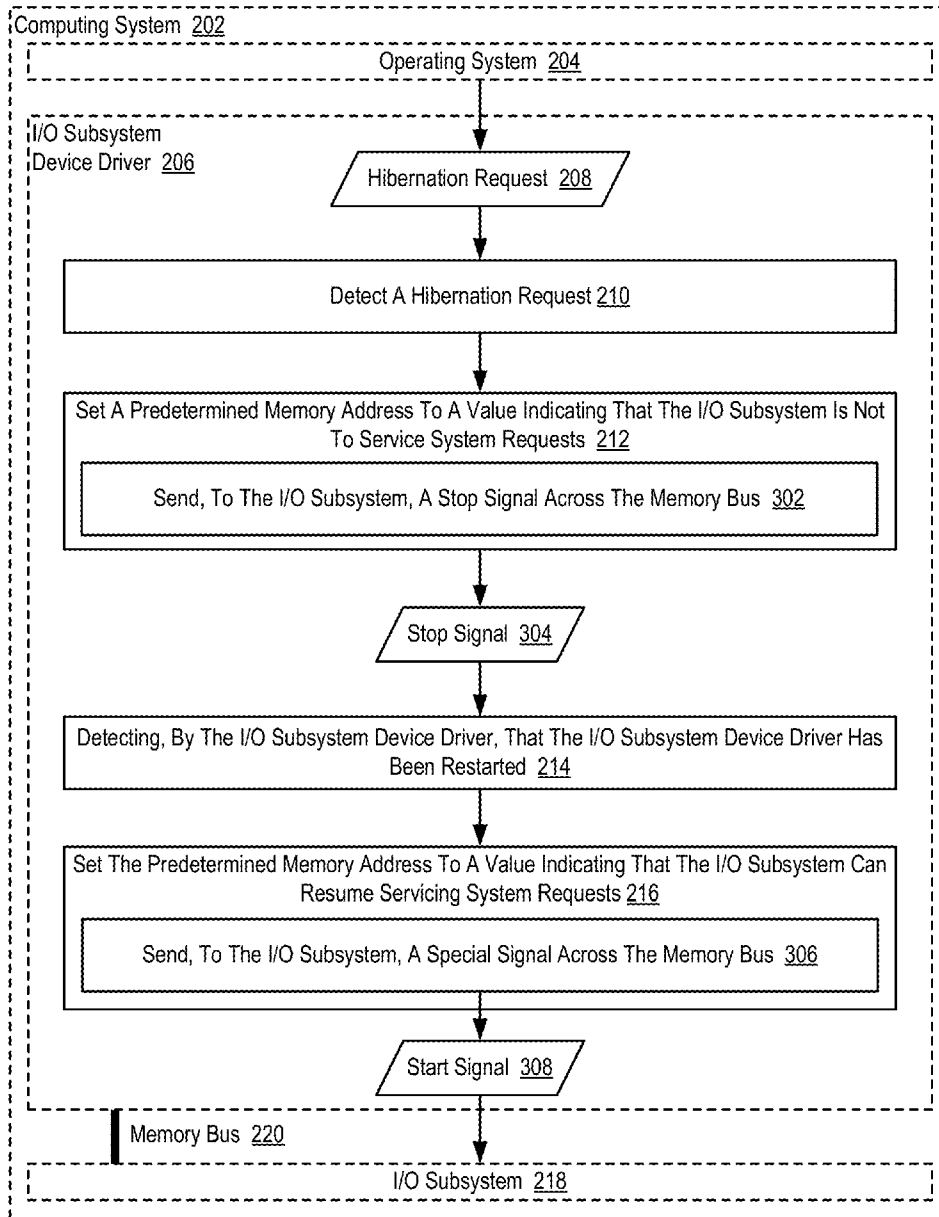 Computing System 202
Operating System 204
I/O Subsystem
Device Driver 206
Hibernation Request 208
Detect A Hibernation Request 210
Set A Predetermined Memory Address To A Value Indicating That The I/O Subsystem Is Not
To Service System Requests 212
Send, To The I/O Subsystem, A Stop Signal Across The Memory Bus 302
Stop Signal 304
Detecting, By The I/O Subsystem Device Driver, That The I/O Subsystem Device Driver Has
Been Restarted 214
Set The Predetermined Memory Address To A Value Indicating That The I/O Subsystem Can
Resume Servicing System Requests 216
Send, To The I/O Subsystem, A Special Signal Across The Memory Bus 306
Start Signal 308
Memory Bus 220
I/O Subsystem 218